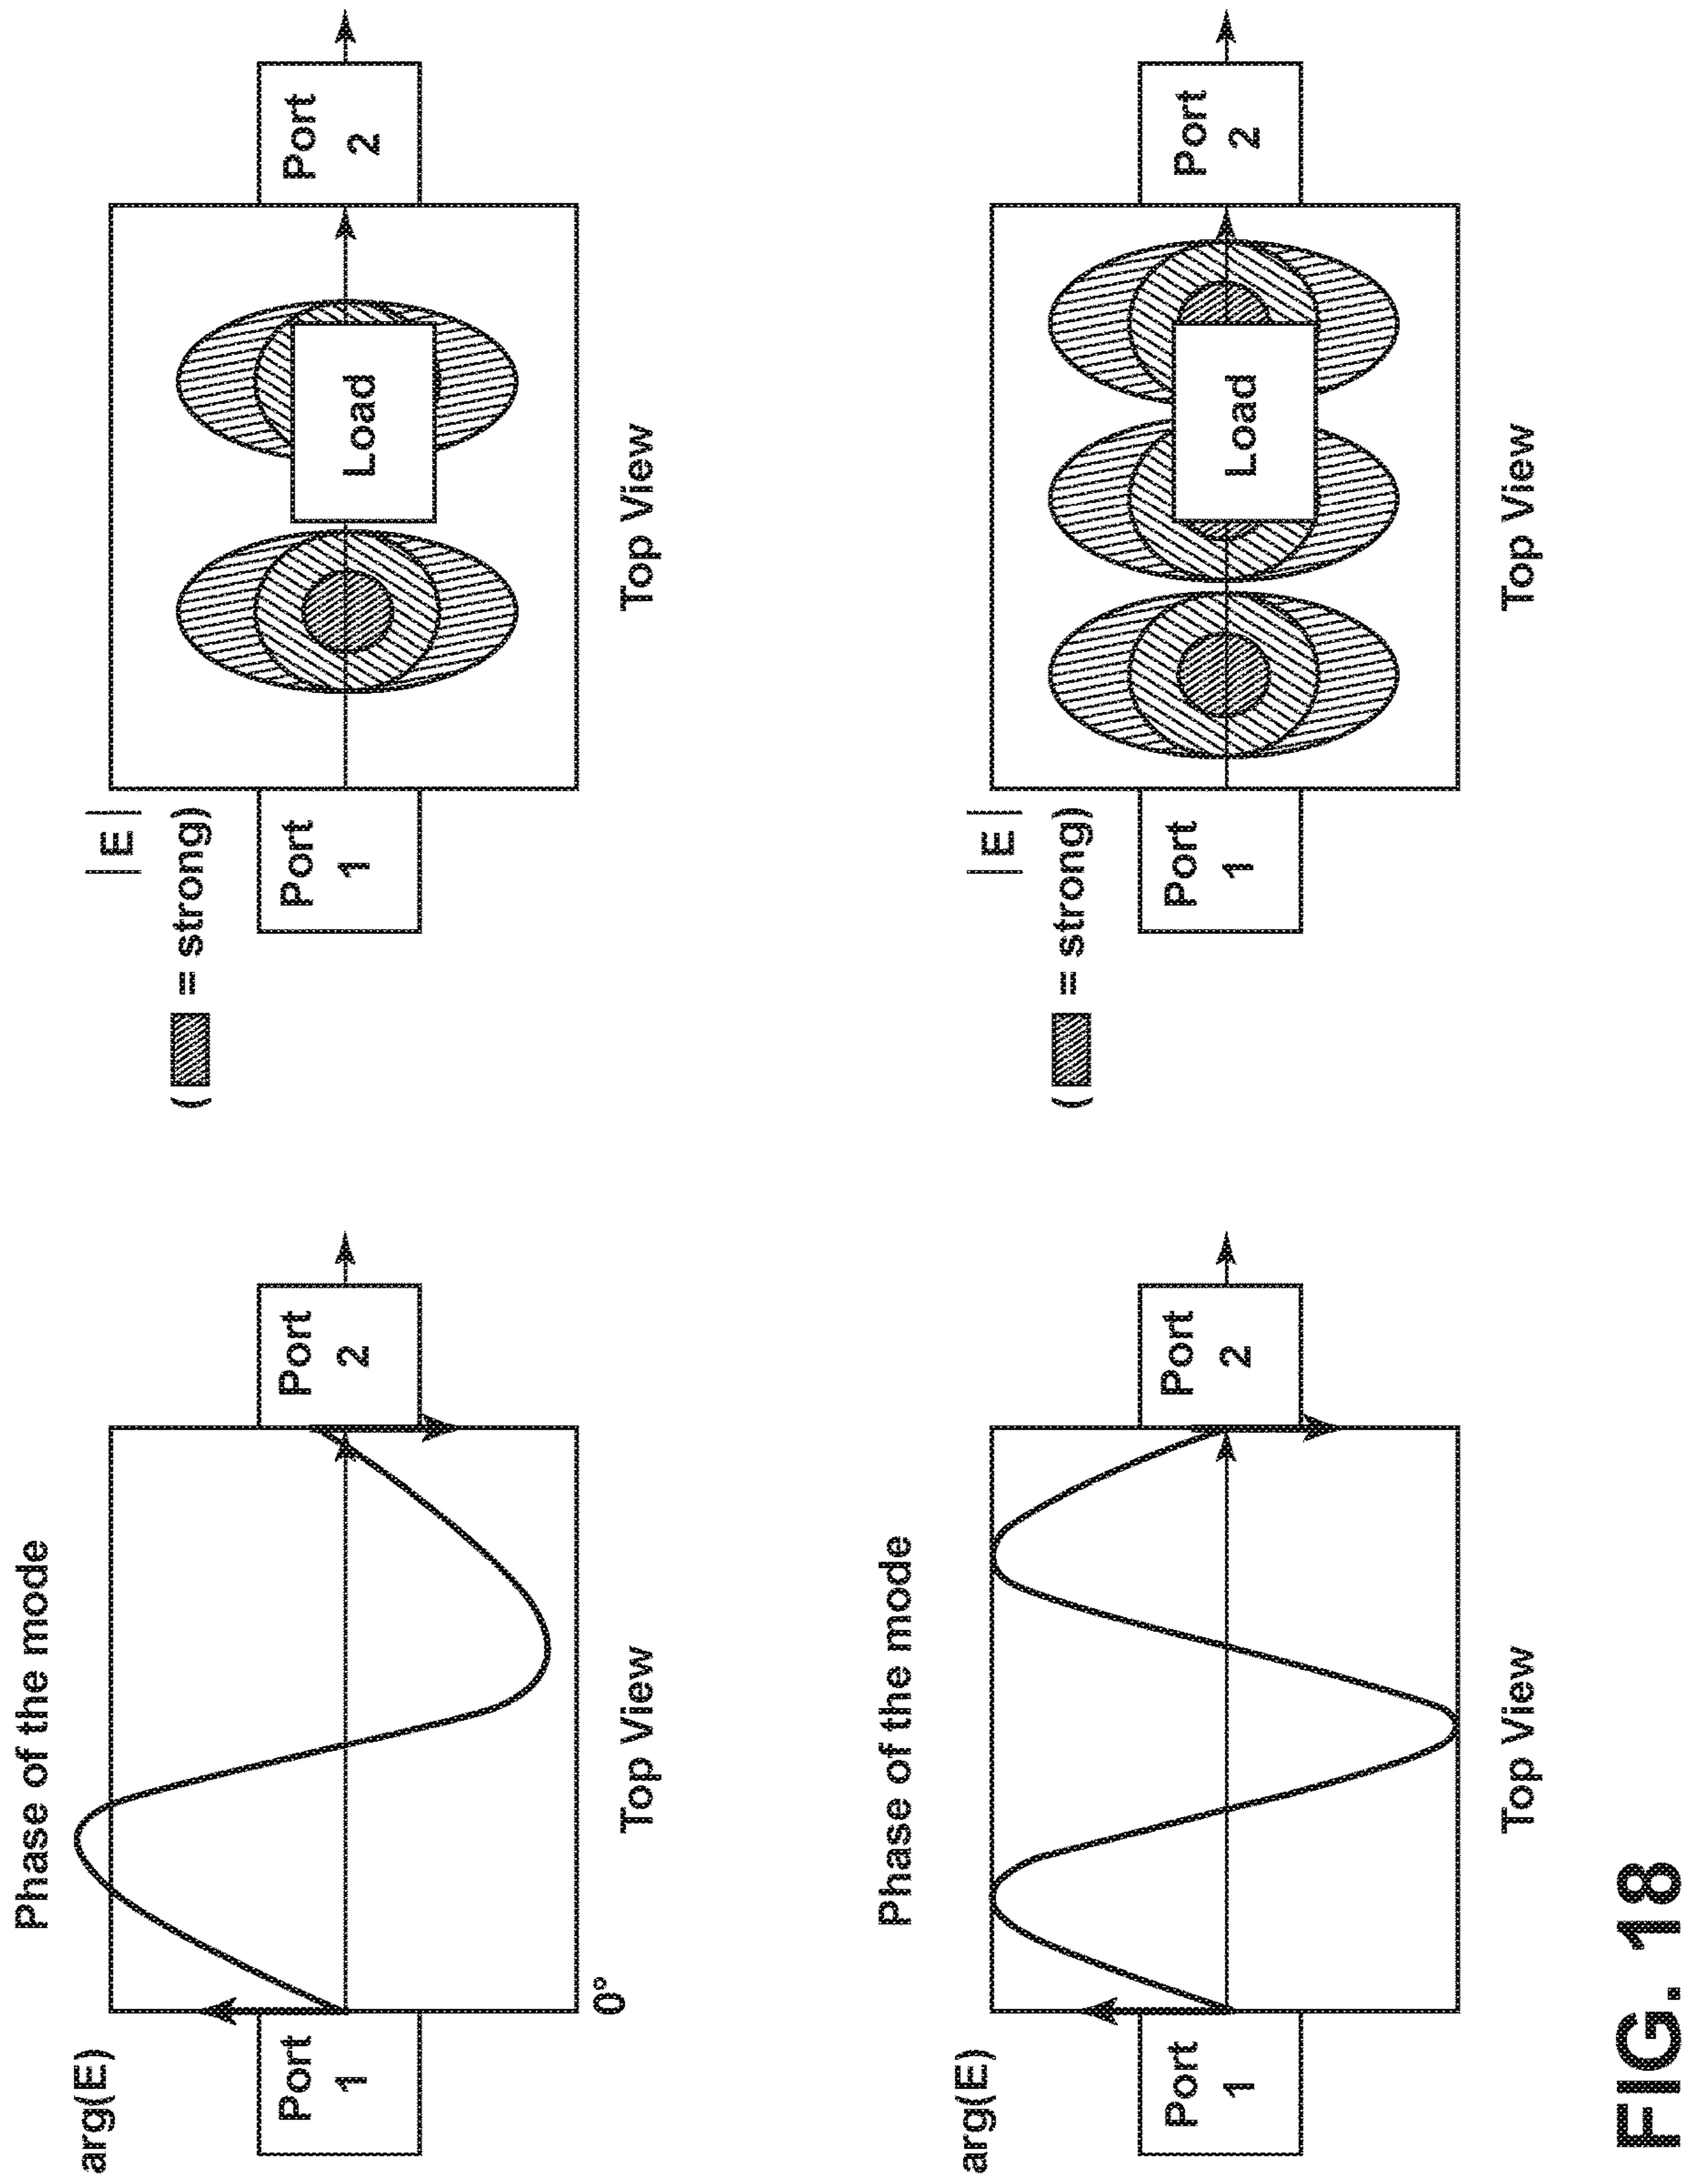 Phase of the mode
arg(E)
Port
1
Port
2
0°
Top View
|E|
( = strong)
Port
1
Load
Port
2
Top View
Phase of the mode
arg(E)
Port
1
Port
2
Top View
|E|
( = strong)
Port
1
Load
Port
2
Top View
FIG. 18